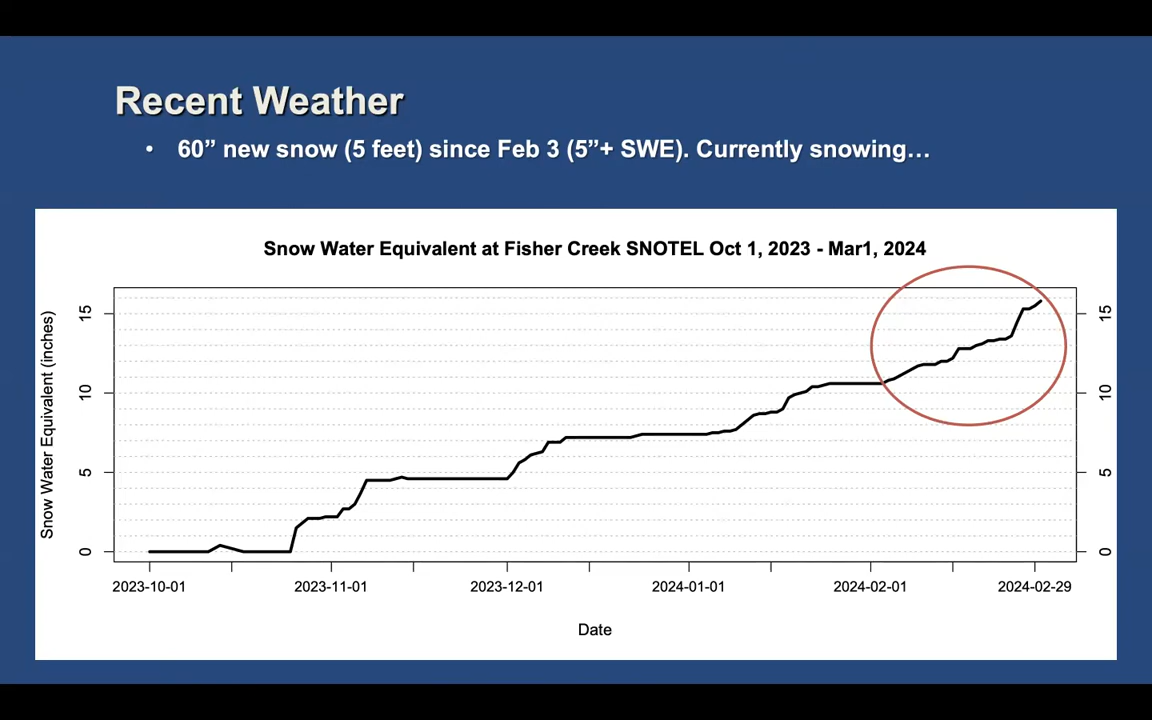 Recent Weather
• 60” new snow (5 feet) since Feb 3 (5”+ SWE). Currently snowing…
Snow Water Equivalent at Fisher Creek SNOTEL Oct 1, 2023 - Mar1, 2024
Snow Water Equivalent (inches)
15
10
5
0
15
10
5
0
2023-10-01
2023-11-01
2023-12-01
2024-01-01
2024-02-01
2024-02-29
Date